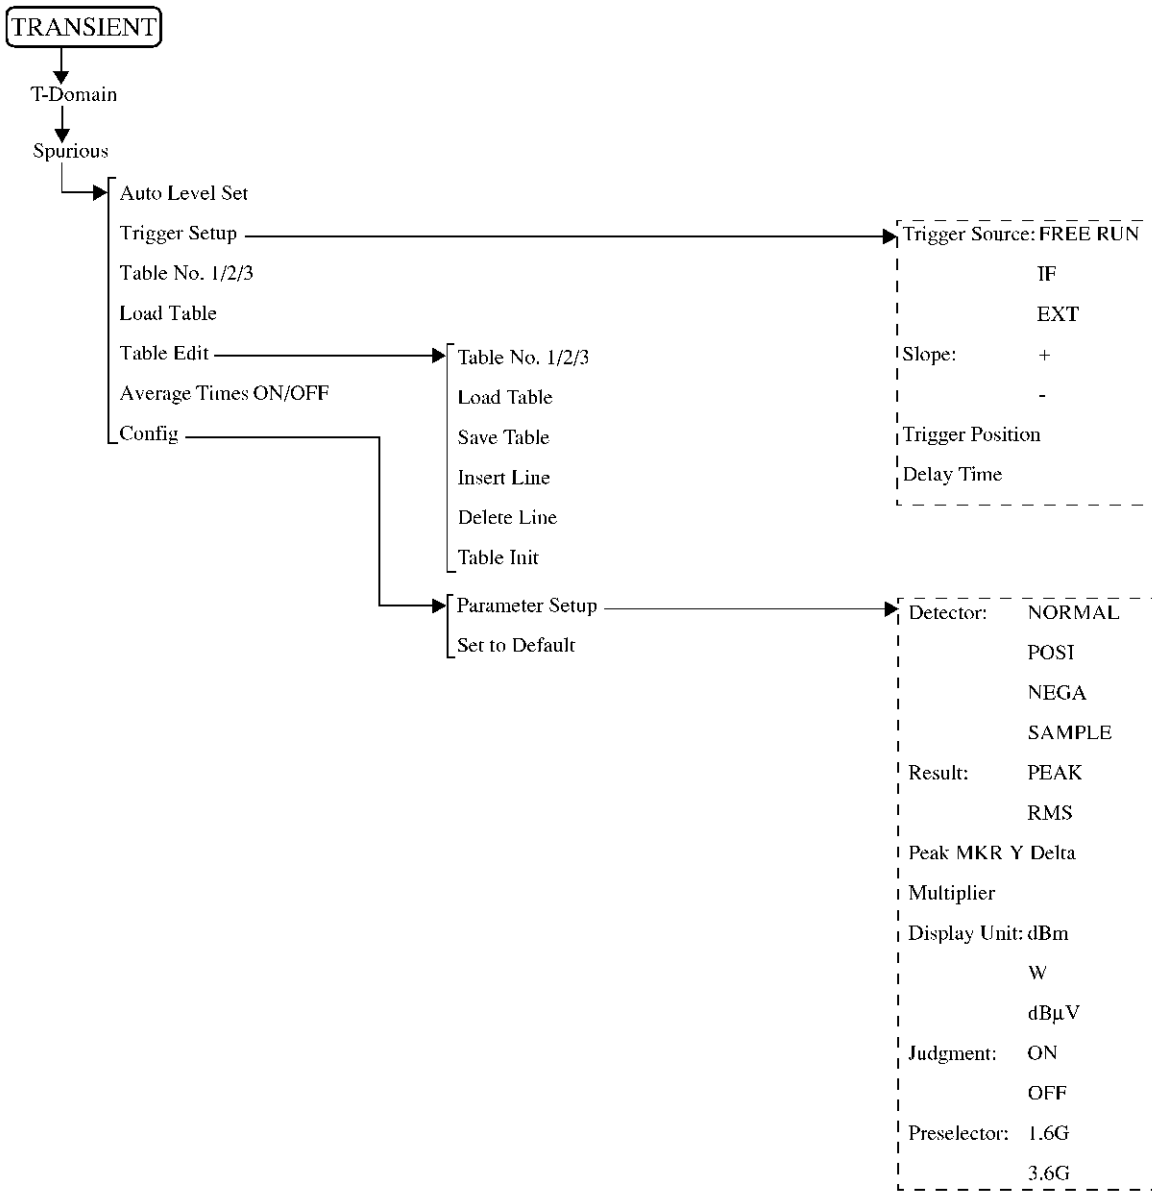 TRANSIENT
T-Domain
Spurious
Auto Level Set
Trigger Setup
Table No. 1/2/3
Load Table
Table Edit
Average Times ON/OFF
Config
Table No. 1/2/3
Load Table
Save Table
Insert Line
Delete Line
Table Init
Parameter Setup
Set to Default
Trigger Source: FREE RUN
IF
EXT
Slope: +
-
Trigger Position
Delay Time
Detector: NORMAL
POSI
NEGA
SAMPLE
Result: PEAK
RMS
Peak MKR Y Delta
Multiplier
Display Unit: dBm
W
dBμV
Judgment: ON
OFF
Preselector: 1.6G
3.6G